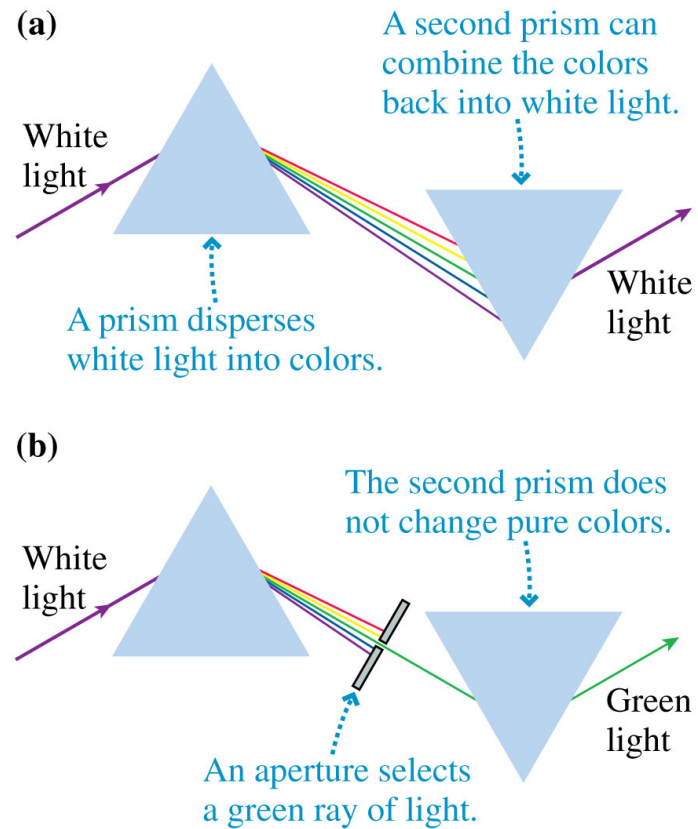 (a)
A second prism can
combine the colors
back into white light.
White
light
White
light
A prism disperses
white light into colors.
(b)
The second prism does
not change pure colors.
White
light
Green
light
An aperture selects
a green ray of light.